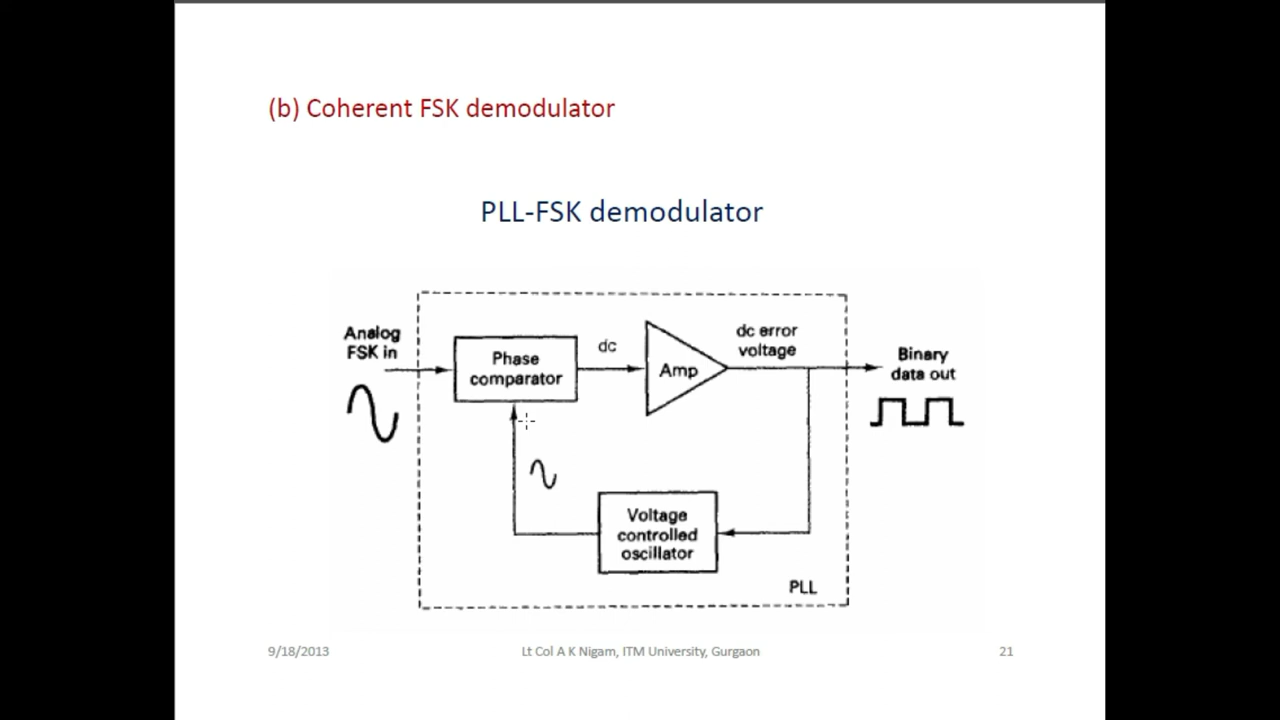 (b) Coherent FSK demodulator
PLL-FSK demodulator
Analog
FSK in
Phase
comparator
dc
Amp
dc error
voltage
Binary
data out
Voltage
controlled
oscillator
PLL
9/18/2013
Lt Col A K Nigam, ITM University, Gurgaon
21